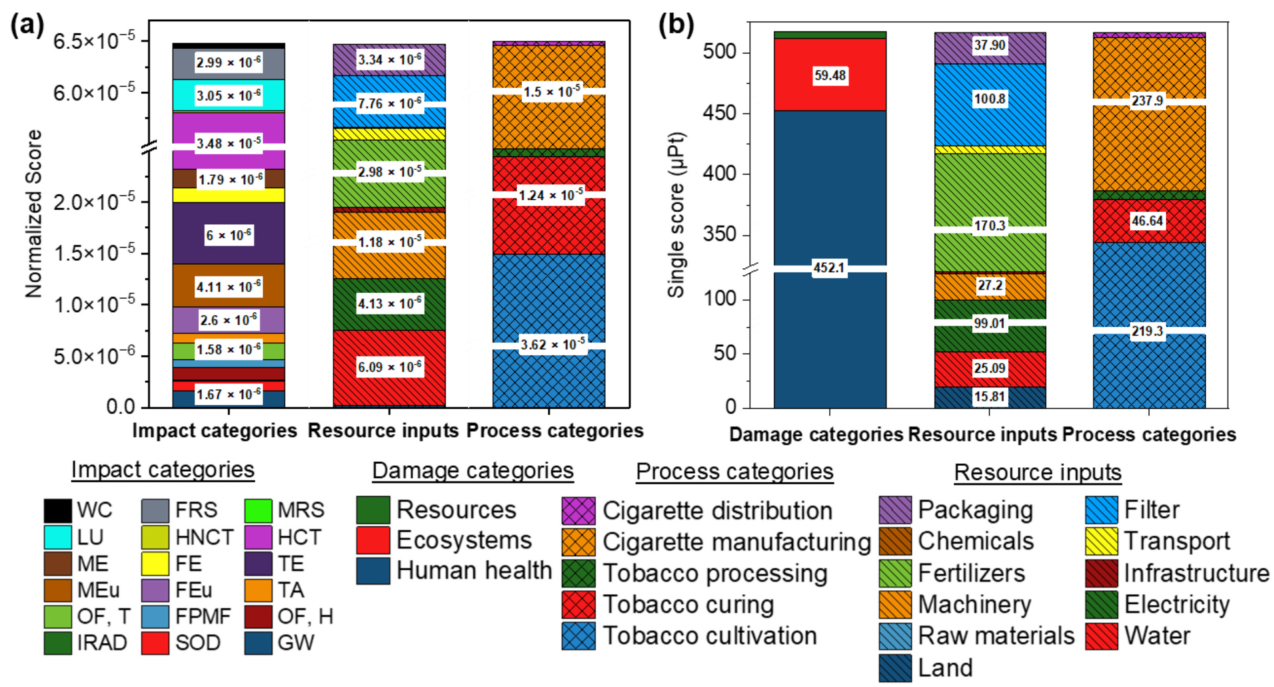 (a)
Normalized Score
6.5×10⁻⁵
6.0×10⁻⁵
2.0×10⁻⁵
1.5×10⁻⁵
1.0×10⁻⁵
5.0×10⁻⁶
0.0
2.99 × 10⁻⁶
3.05 × 10⁻⁶
3.48 × 10⁻⁵
1.79 × 10⁻⁶
6 × 10⁻⁶
4.11 × 10⁻⁶
2.6 × 10⁻⁶
1.58 × 10⁻⁶
1.67 × 10⁻⁶
3.34 × 10⁻⁶
7.76 × 10⁻⁶
2.98 × 10⁻⁵
1.18 × 10⁻⁵
4.13 × 10⁻⁶
6.09 × 10⁻⁶
1.5 × 10⁻⁵
1.24 × 10⁻⁵
3.62 × 10⁻⁵
Impact categories Resource inputs Process categories
(b)
Single score (µPt)
500
450
400
350
100
50
0
59.48
452.1
37.90
100.8
170.3
27.2
99.01
25.09
15.81
237.9
46.64
219.3
Damage categories Resource inputs Process categories
Impact categories
WC FRS MRS
LU HNCT HCT
ME FE TE
MEu FEu TA
OF, T FPMF OF, H
IRAD SOD GW
Damage categories
Resources
Ecosystems
Human health
Process categories
Cigarette distribution
Cigarette manufacturing
Tobacco processing
Tobacco curing
Tobacco cultivation
Resource inputs
Packaging Filter
Chemicals Transport
Fertilizers Infrastructure
Machinery Electricity
Raw materials Water
Land